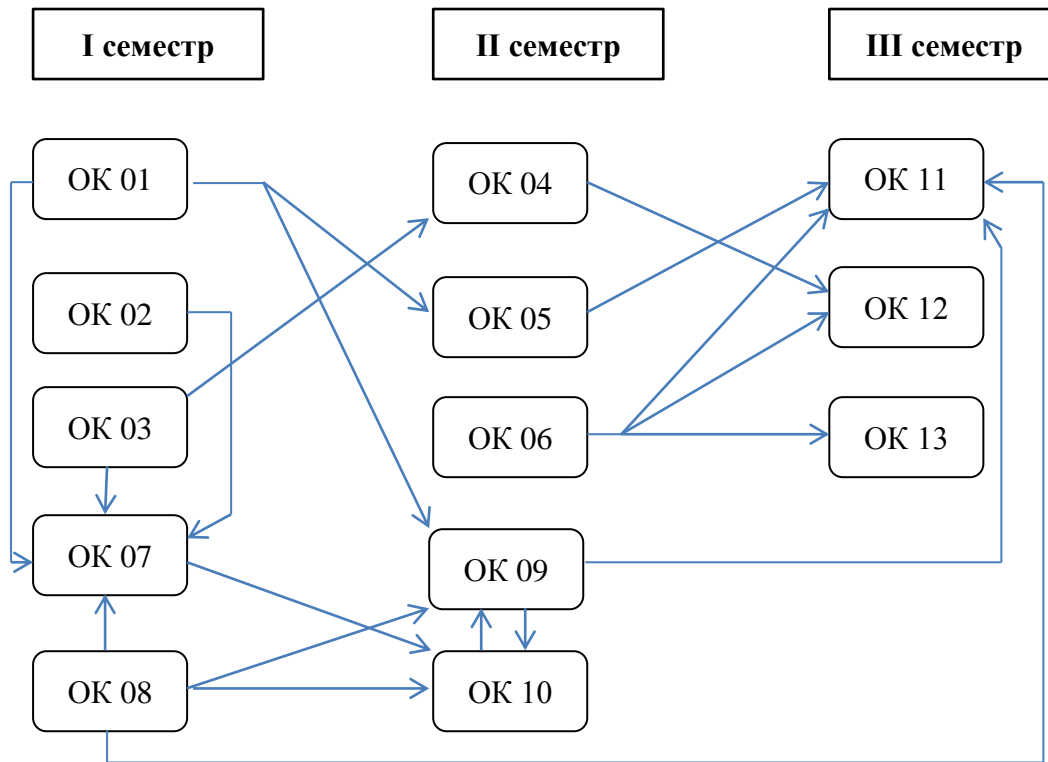 I семестр
II семестр
III семестр
ОК 01
ОК 04
ОК 11
ОК 02
ОК 05
ОК 12
ОК 03
ОК 06
ОК 13
ОК 07
ОК 09
ОК 08
ОК 10